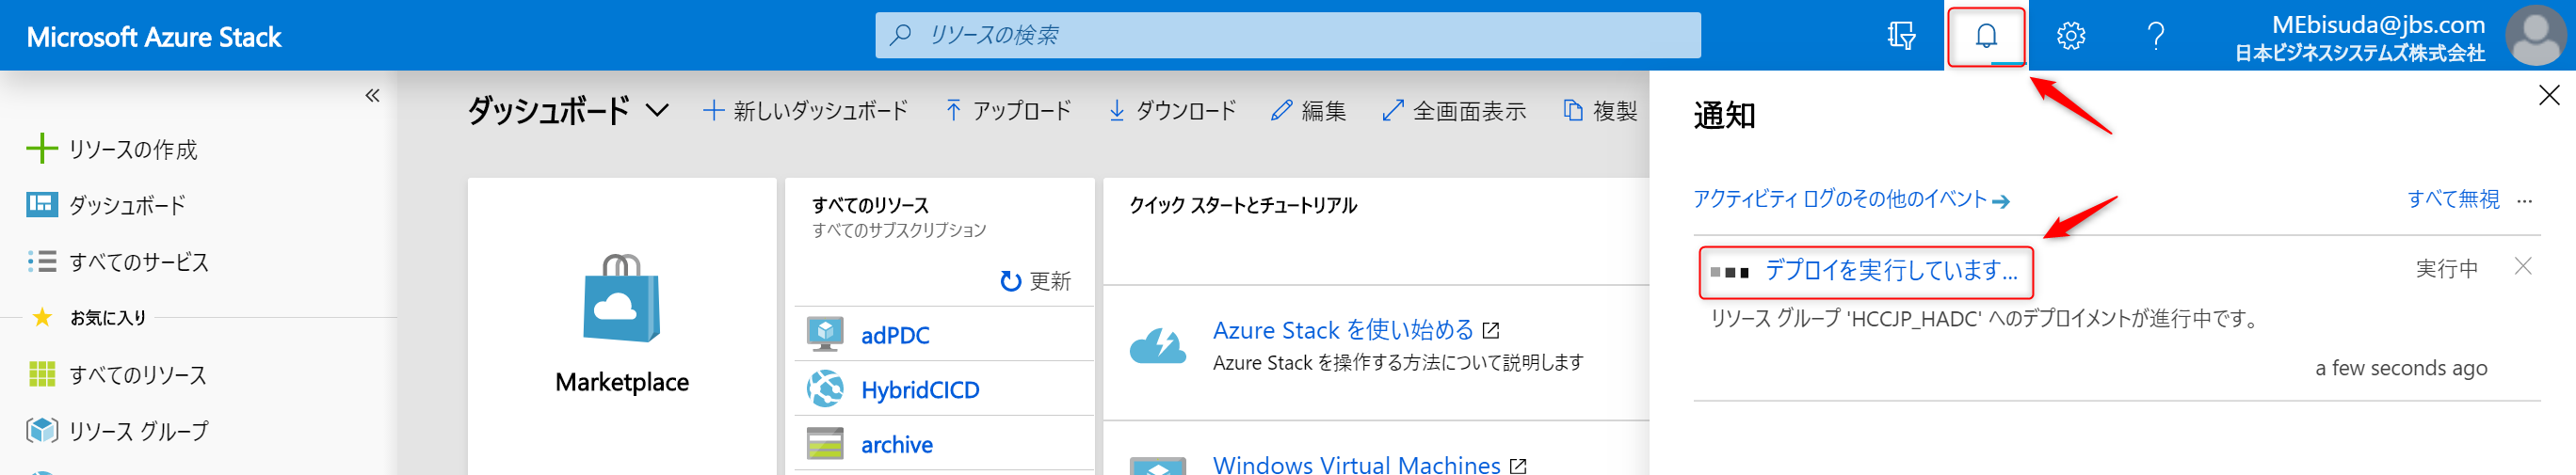 Microsoft Azure Stack
リソースの検索
MEbisuda@jbs.com
日本ビジネスシステムズ株式会社
リソースの作成
ダッシュボード
すべてのサービス
お気に入り
すべてのリソース
リソース グループ
ダッシュボード
新しいダッシュボード
アップロード
ダウンロード
編集
全画面表示
複製
Marketplace
すべてのリソース
すべてのサブスクリプション
更新
adPDC
HybridCICD
archive
クイック スタートとチュートリアル
Azure Stack を使い始める
Azure Stack を操作する方法について説明します
Windows Virtual Machines
通知
アクティビティ ログのその他のイベント
すべて無視
...
デプロイを実行しています...
実行中
リソース グループ 'HCCJP_HADC' へのデプロイメントが進行中です。
a few seconds ago